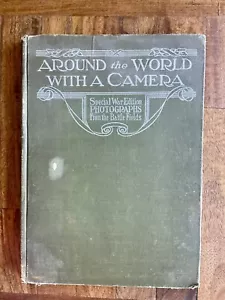 AROUND the WORLD
WITH A CAMERA
Special War Edition
PHOTOGRAPHS
From the Battle Fields